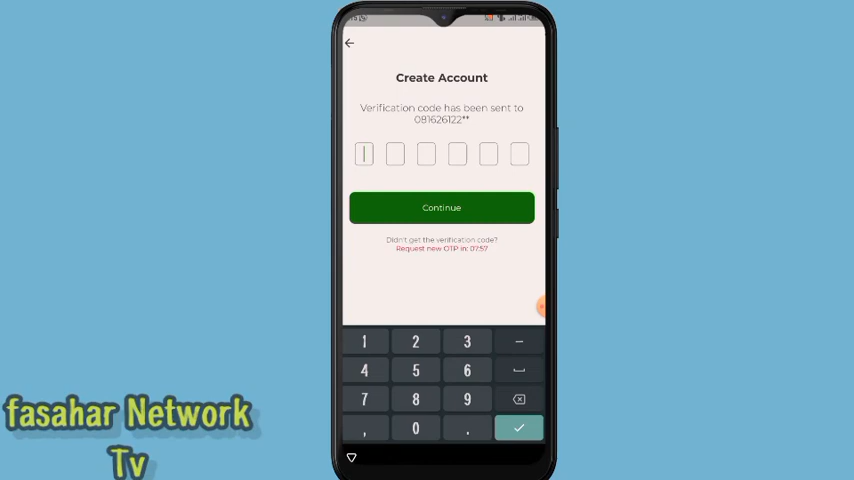 Create Account
Verification code has been sent to
081626122**
Continue
Didn't get the verification code?
Request new OTP in: 07:57
1 2 3 –
4 5 6
7 8 9
, 0 .
fasahar Network
Tv